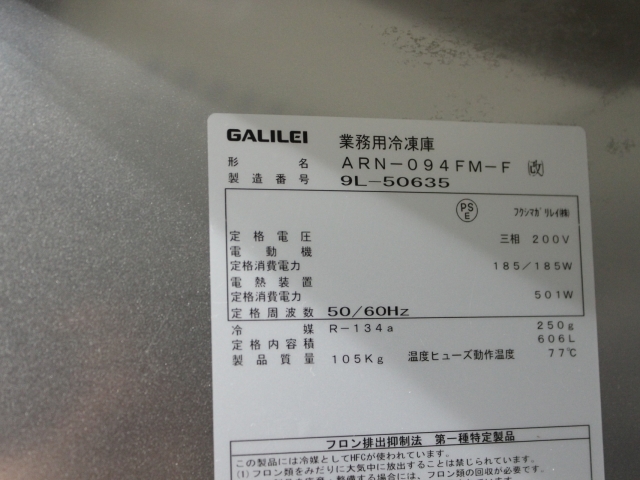 GALILEI 業務用冷凍庫
形名 ARN-094FM-F (改)
製造番号 9L-50635
PS
E フクシマガリレイ(株)
定格電圧 三相 200V
電動機
定格消費電力 185/185W
電熱装置
定格消費電力 501W
定格周波数 50/60Hz
冷媒 R-134a 250g
定格内容積 606L
製品質量 105Kg 温度ヒューズ動作温度 77℃
フロン排出抑制法 第一種特定製品
この製品には冷媒としてHFCが使われています。
(1)フロン類をみだりに大気中に放出することは禁じられています。